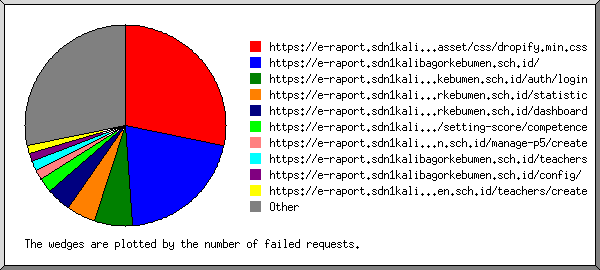 https://e-raport.sdn1kali...asset/css/dropify.min.css
https://e-raport.sdn1kalibagorkebumen.sch.id/
https://e-raport.sdn1kali...kebumen.sch.id/auth/login
https://e-raport.sdn1kali...rkebumen.sch.id/statistic
https://e-raport.sdn1kali...rkebumen.sch.id/dashboard
https://e-raport.sdn1kali.../setting-score/competence
https://e-raport.sdn1kali...n.sch.id/manage-p5/create
https://e-raport.sdn1kalibagorkebumen.sch.id/teachers
https://e-raport.sdn1kalibagorkebumen.sch.id/config/
https://e-raport.sdn1kali...en.sch.id/teachers/create
Other
The wedges are plotted by the number of failed requests.